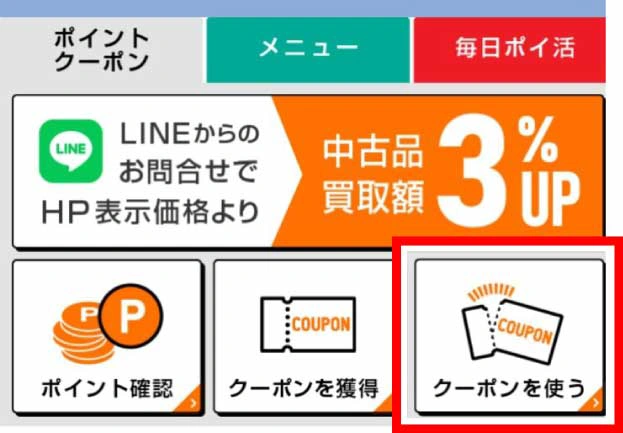 ポイント
クーポン
メニュー
毎日ポイ活
LINE
LINEからの
お問合せで
HP表示価格より
中古品
買取額
3%UP
P
P
ポイント確認
COUPON
クーポンを獲得
COUPON
クーポンを使う